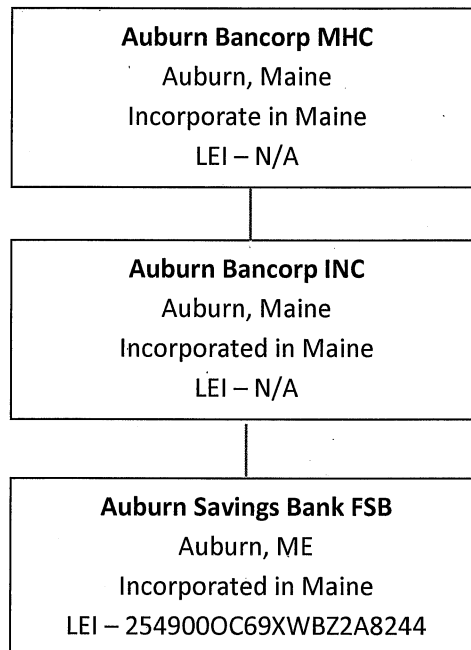 Auburn Bancorp MHC
Auburn, Maine
Incorporate in Maine
LEI – N/A
Auburn Bancorp INC
Auburn, Maine
Incorporated in Maine
LEI – N/A
Auburn Savings Bank FSB
Auburn, ME
Incorporated in Maine
LEI – 254900OC69XWBZ2A8244